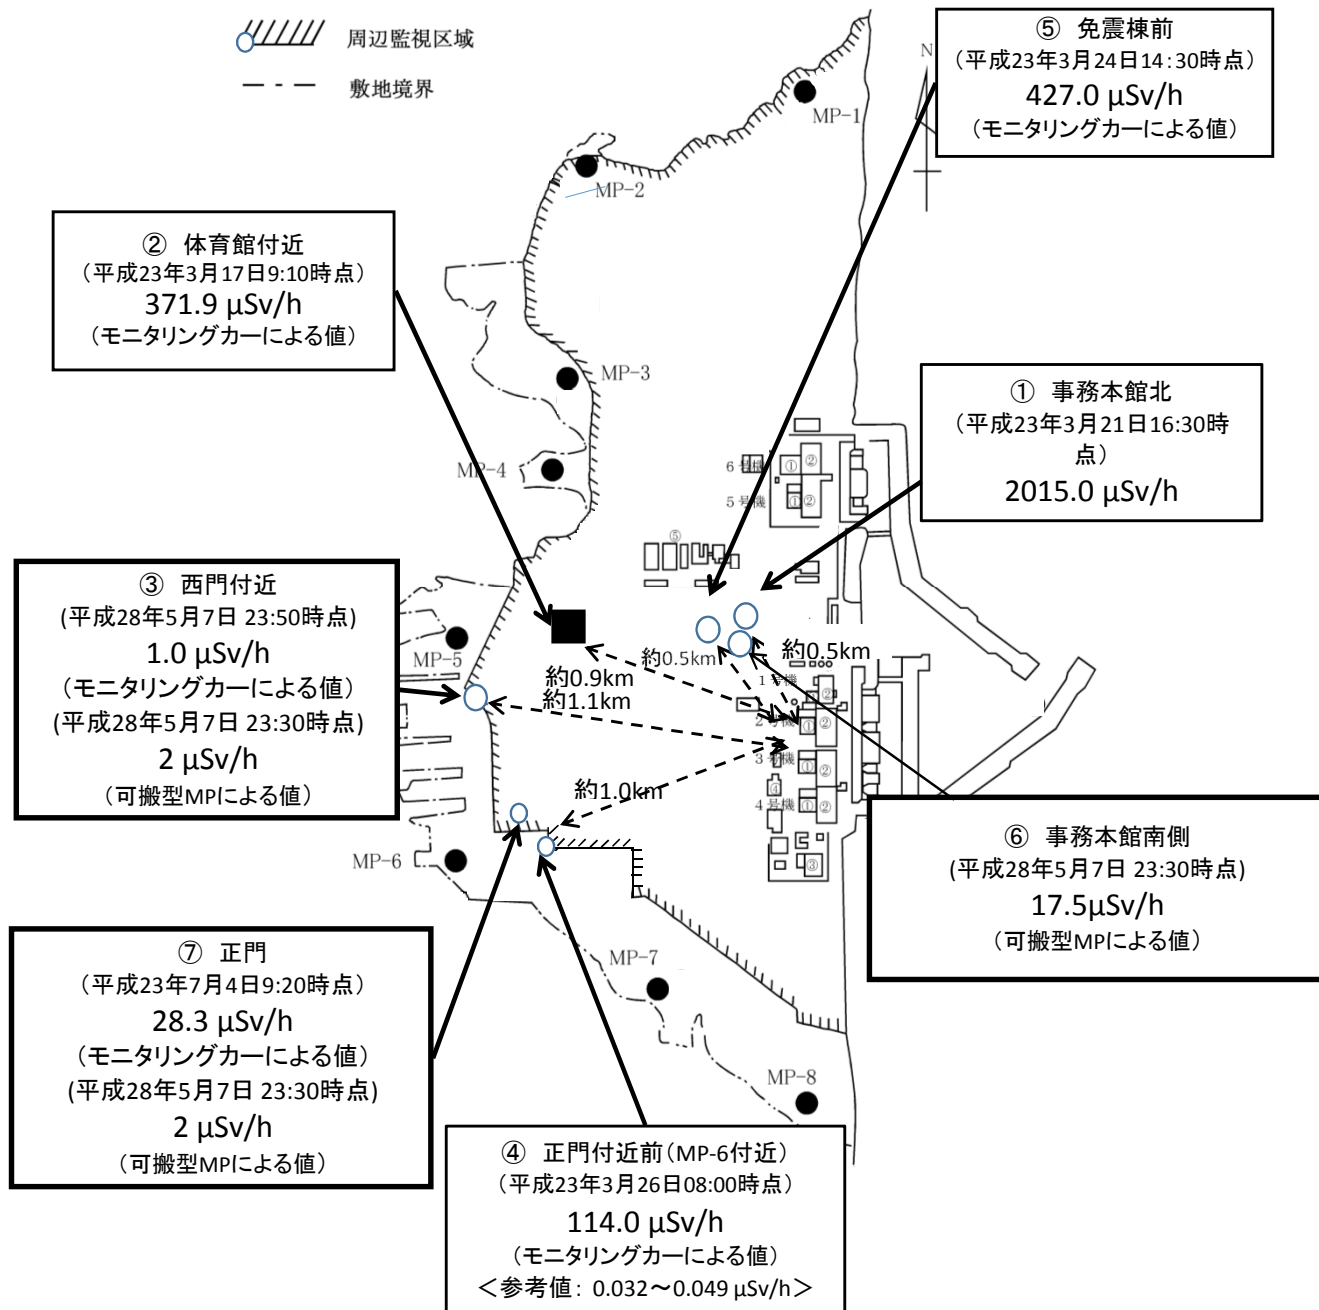 周辺監視区域
敷地境界
N
⑤ 免震棟前
(平成23年3月24日14:30時点)
427.0 μSv/h
(モニタリングカーによる値)
MP-1
MP-2
② 体育館付近
(平成23年3月17日9:10時点)
371.9 μSv/h
(モニタリングカーによる値)
MP-3
MP-4
① 事務本館北
(平成23年3月21日16:30時
点)
2015.0 μSv/h
6号機
① ②
5号機
① ②
⑤
③ 西門付近
(平成28年5月7日 23:50時点)
1.0 μSv/h
(モニタリングカーによる値)
(平成28年5月7日 23:30時点)
2 μSv/h
(可搬型MPによる値)
MP-5
約0.5km
約0.5km
約0.9km
約1.1km
1号機
②
2号機
① ②
3号機
① ②
④
4号機
① ②
③
約1.0km
MP-6
⑥ 事務本館南側
(平成28年5月7日 23:30時点)
17.5μSv/h
(可搬型MPによる値)
⑦ 正門
(平成23年7月4日9:20時点)
28.3 μSv/h
(モニタリングカーによる値)
(平成28年5月7日 23:30時点)
2 μSv/h
(可搬型MPによる値)
MP-7
MP-8
④ 正門付近前(MP-6付近)
(平成23年3月26日08:00時点)
114.0 μSv/h
(モニタリングカーによる値)
<参考値: 0.032～0.049 μSv/h>